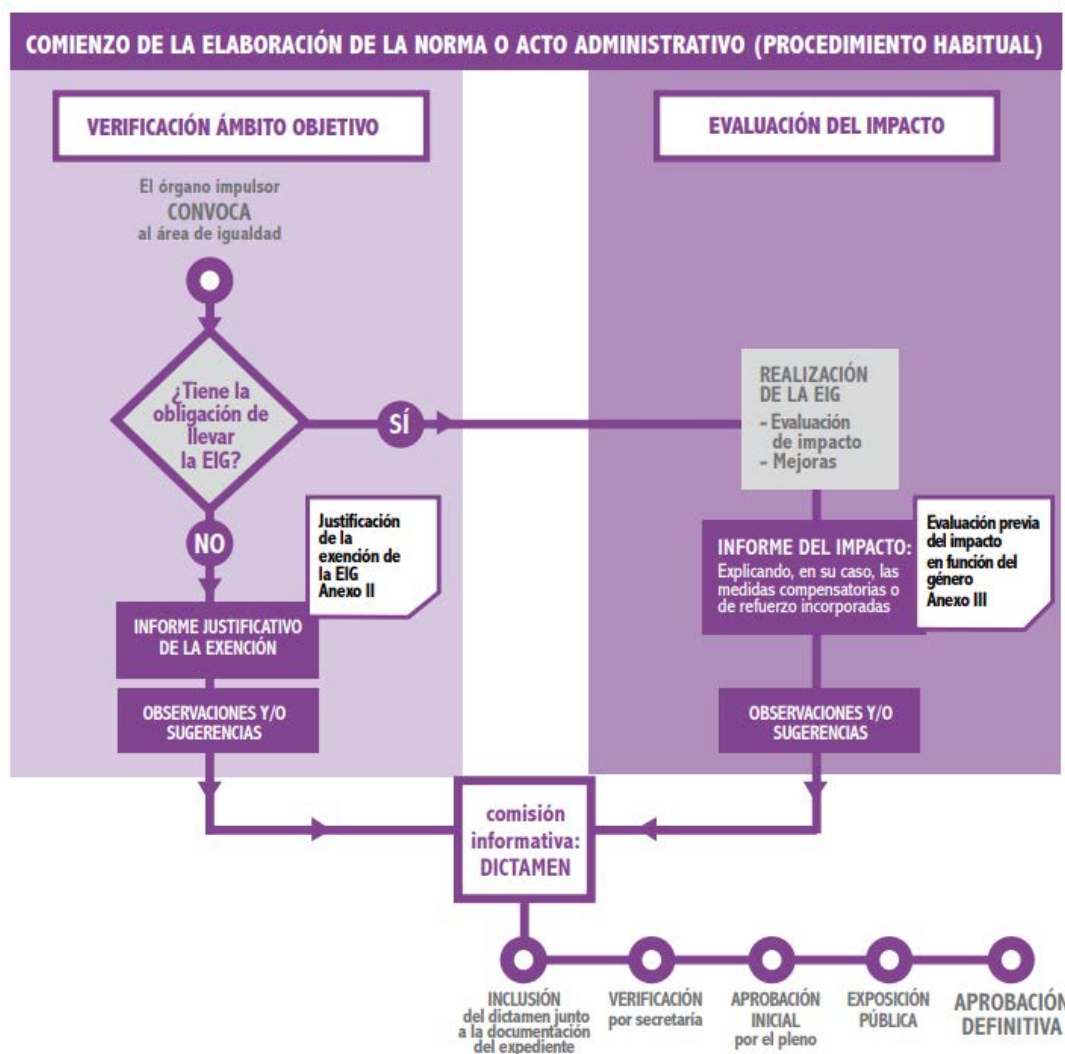 COMIENZO DE LA ELABORACIÓN DE LA NORMA O ACTO ADMINISTRATIVO (PROCEDIMIENTO HABITUAL)
VERIFICACIÓN ÁMBITO OBJETIVO
El órgano impulsor
CONVOCA
al área de igualdad
¿Tiene la
obligación de
llevar
la EIG?
SÍ
NO
Justificación
de la
exención de
la EIG
Anexo II
INFORME JUSTIFICATIVO
DE LA EXENCIÓN
OBSERVACIONES Y/O
SUGERENCIAS
EVALUACIÓN DEL IMPACTO
REALIZACIÓN
DE LA EIG
– Evaluación
de impacto
– Mejoras
INFORME DEL IMPACTO:
Explicando, en su caso, las
medidas compensatorias o
de refuerzo incorporadas
Evaluación previa
del impacto
en función del
género
Anexo III
OBSERVACIONES Y/O
SUGERENCIAS
comisión
informativa:
DICTAMEN
INCLUSIÓN
del dictamen junto
a la documentación
del expediente
VERIFICACIÓN
por secretaría
APROBACIÓN
INICIAL
por el pleno
EXPOSICIÓN
PÚBLICA
APROBACIÓN
DEFINITIVA